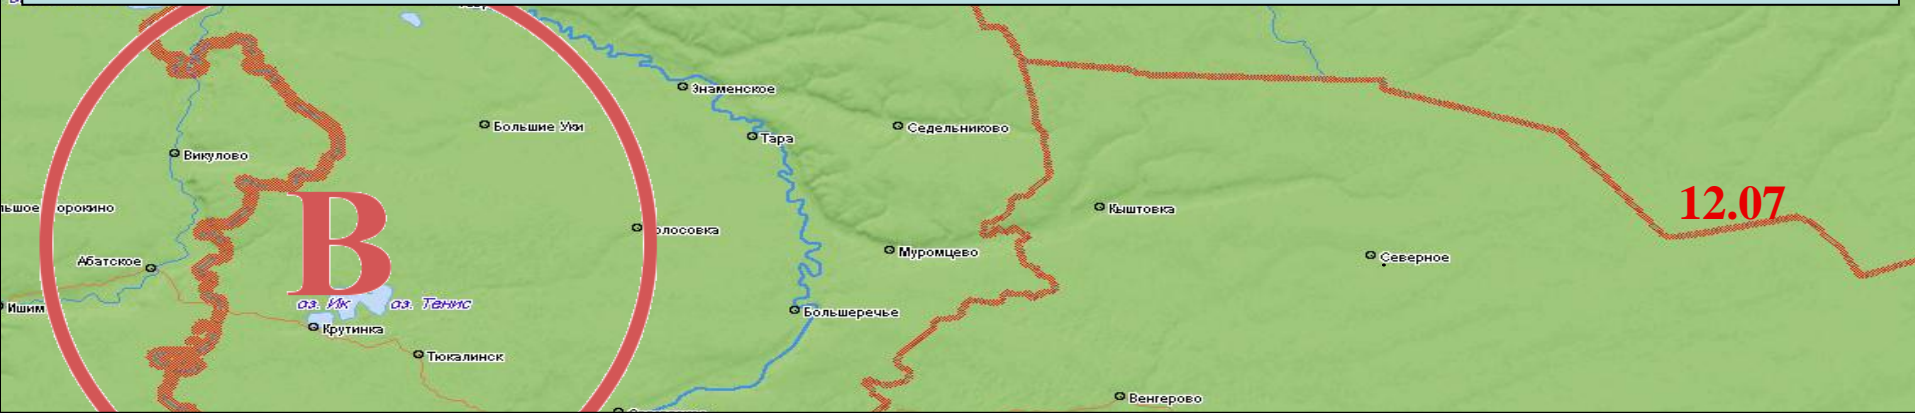 Знаменское
Большие Уки
Седельниково
Тара
Викулово
12.07
Кыштовка
В
Муромцево
Северное
Абатское
оз. Ик
оз. Тенис
Ишим
Большеречье
Крутинка
Тюкалинск
Венгерово